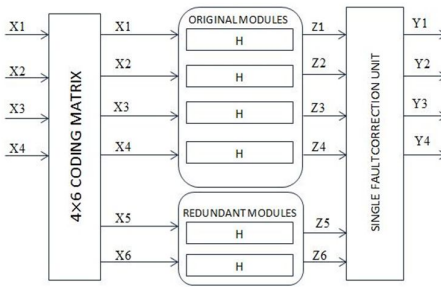 ORIGINAL MODULES
X1 X1 H Z1 Y1
X2 X2 H Z2 Y2
X3 X3 H Z3 Y3
X4 X4 H Z4 Y4
4×6 CODING MATRIX
SINGLE FAULTCORRECTION UNIT
REDUNDANT MODULES
X5 H Z5
X6 H Z6